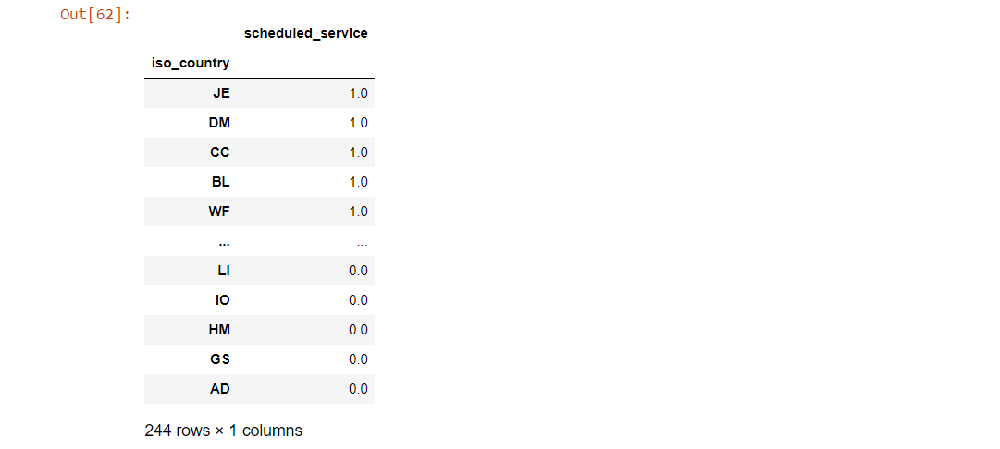 Out[62]:
scheduled_service
iso_country
JE 1.0
DM 1.0
CC 1.0
BL 1.0
WF 1.0
... ...
LI 0.0
IO 0.0
HM 0.0
GS 0.0
AD 0.0
244 rows × 1 columns